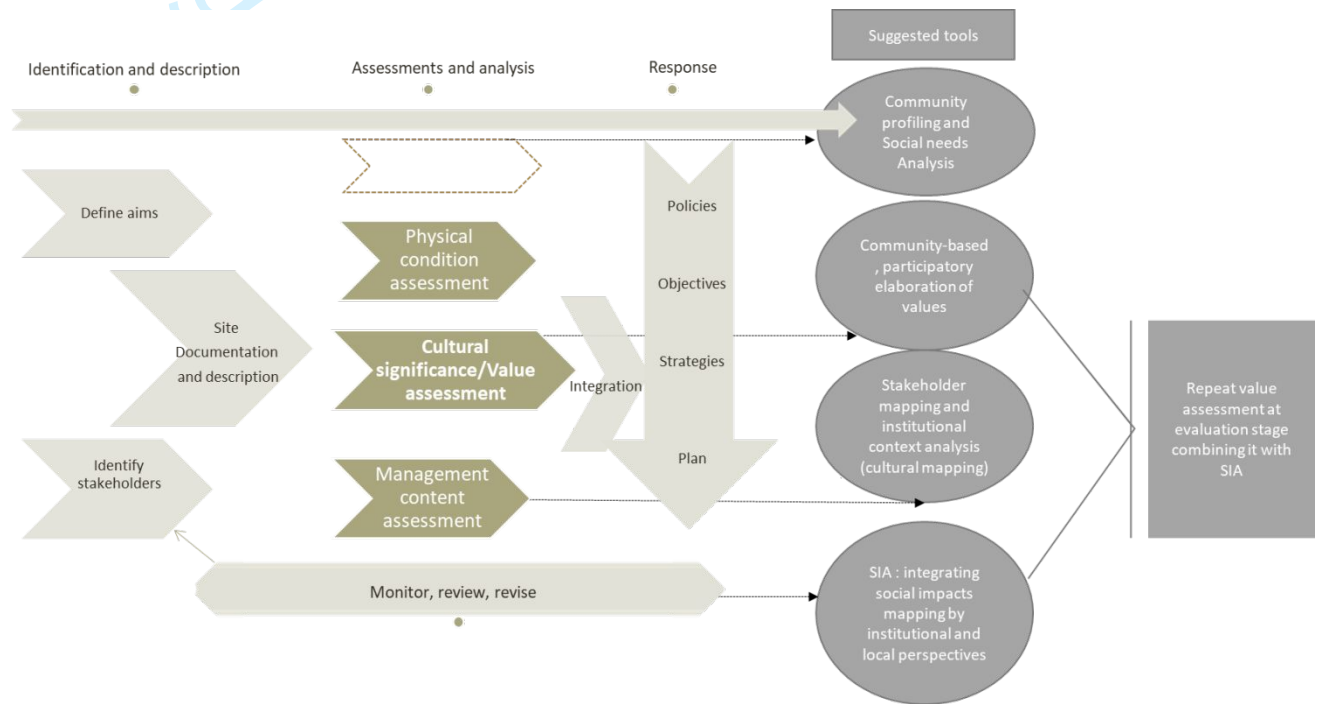 Suggested tools
Identification and description
Assessments and analysis
Response
Community
profiling and
Social needs
Analysis
Define aims
Policies
Physical
condition
assessment
Community-based
, participatory
elaboration of
values
Objectives
Site
Documentation
and description
Cultural
significance/Value
assessment
Integration
Strategies
Stakeholder
mapping and
institutional
context analysis
(cultural mapping)
Repeat value
assessment at
evaluation stage
combining it with
SIA
Identify
stakeholders
Management
content
assessment
Plan
Monitor, review, revise
SIA : integrating
social impacts
mapping by
institutional and
local perspectives